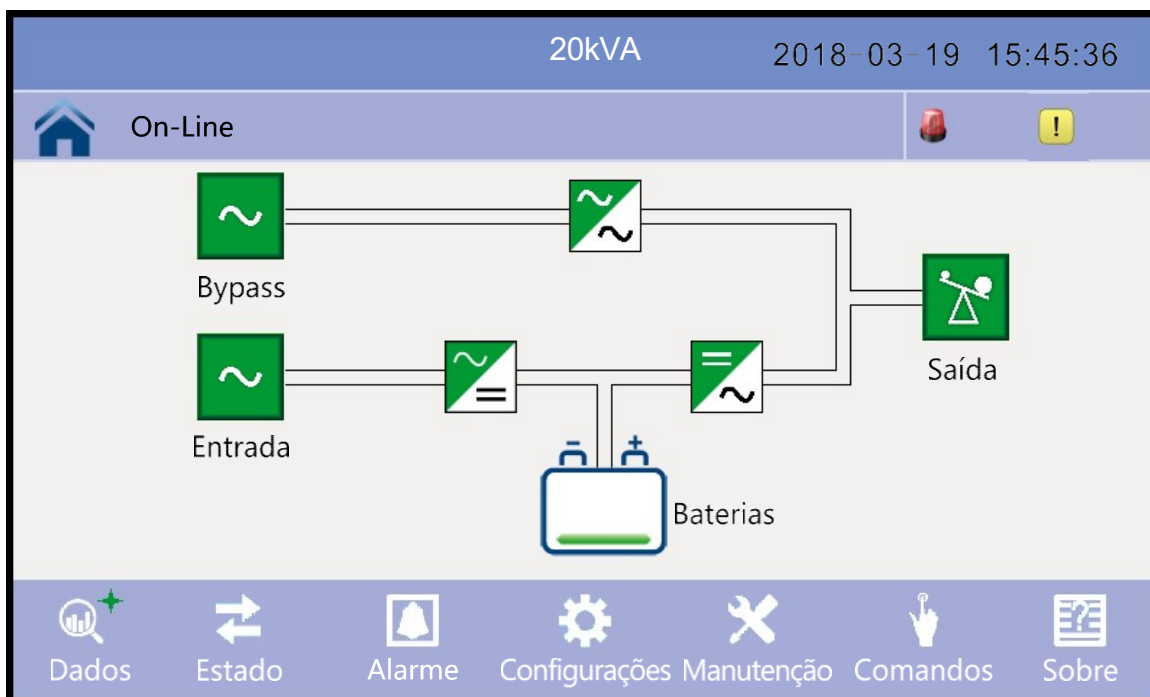 20kVA 2018-03-19 15:45:36
On-Line
!
Bypass
Saída
Entrada
Baterias
Dados Estado Alarme Configurações Manutenção Comandos Sobre